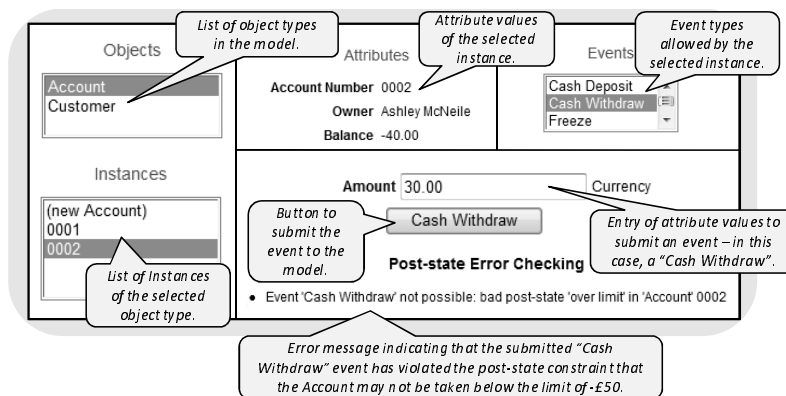 List of object types
in the model.
Attribute values
of the selected
instance.
Event types
allowed by the
selected instance.
Objects
Account
Customer
Attributes
Account Number 0002
Owner Ashley McNeile
Balance -40.00
Events
Cash Deposit
Cash Withdraw
Freeze
Instances
(new Account)
0001
0002
List of Instances
of the selected
object type.
Amount 30.00 Currency
Cash Withdraw
Button to
submit the
event to the
model.
Entry of attribute values to
submit an event – in this
case, a "Cash Withdraw".
Post-state Error Checking
• Event 'Cash Withdraw' not possible: bad post-state 'over limit' in 'Account' 0002
Error message indicating that the submitted "Cash
Withdraw" event has violated the post-state constraint that
the Account may not be taken below the limit of -£50.